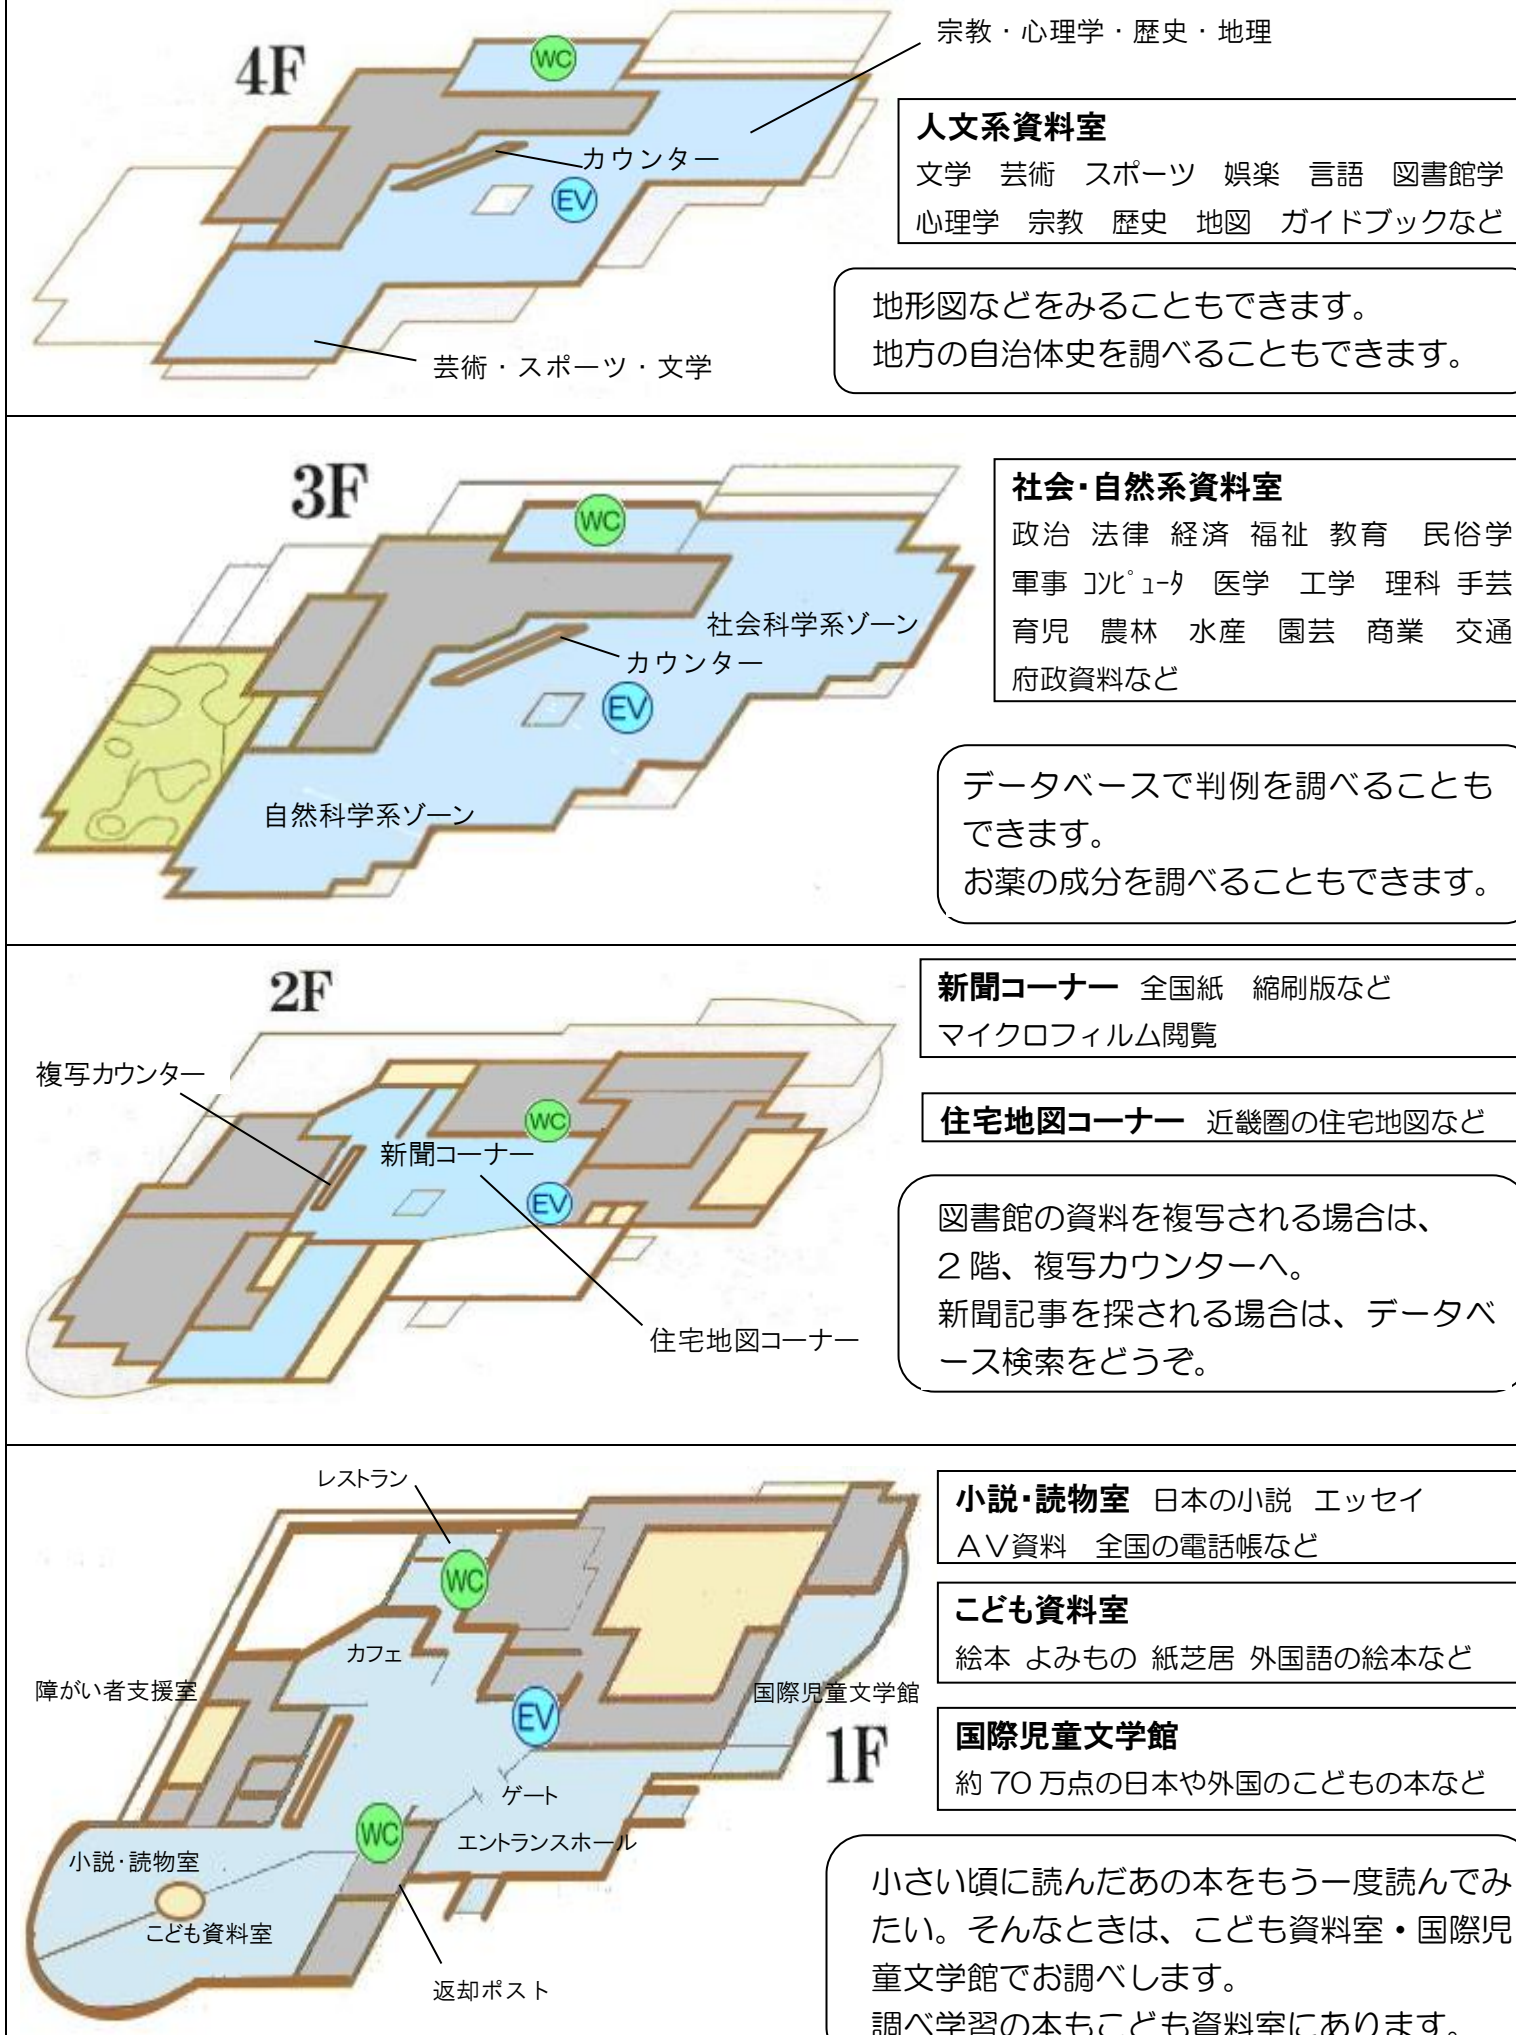 4F
WC
宗教・心理学・歴史・地理
カウンター
EV
芸術・スポーツ・文学
人文系資料室
文学　芸術　スポーツ　娯楽　言語　図書館学
心理学　宗教　歴史　地図　ガイドブックなど
地形図などをみることもできます。
地方の自治体史を調べることもできます。
3F
WC
社会科学系ゾーン
カウンター
EV
自然科学系ゾーン
社会・自然系資料室
政治 法律 経済 福祉 教育　民俗学
軍事 ｺﾝﾋﾟｭｰﾀ　医学　工学　理科 手芸
育児　農林　水産　園芸　商業　交通
府政資料など
データベースで判例を調べることも
できます。
お薬の成分を調べることもできます。
2F
複写カウンター
WC
新聞コーナー
EV
住宅地図コーナー
新聞コーナー 全国紙　縮刷版など
マイクロフィルム閲覧
住宅地図コーナー 近畿圏の住宅地図など
図書館の資料を複写される場合は、
2階、複写カウンターへ。
新聞記事を探される場合は、データベ
ース検索をどうぞ。
レストラン
WC
カフェ
障がい者支援室
EV
国際児童文学館
1F
ゲート
WC
エントランスホール
小説・読物室
こども資料室
返却ポスト
小説・読物室 日本の小説 エッセイ
ＡＶ資料　全国の電話帳など
こども資料室
絵本 よみもの 紙芝居 外国語の絵本など
国際児童文学館
約70万点の日本や外国のこどもの本など
小さい頃に読んだあの本をもう一度読んでみ
たい。そんなときは、こども資料室・国際児
童文学館でお調べします。
調べ学習の本もこども資料室にあります。